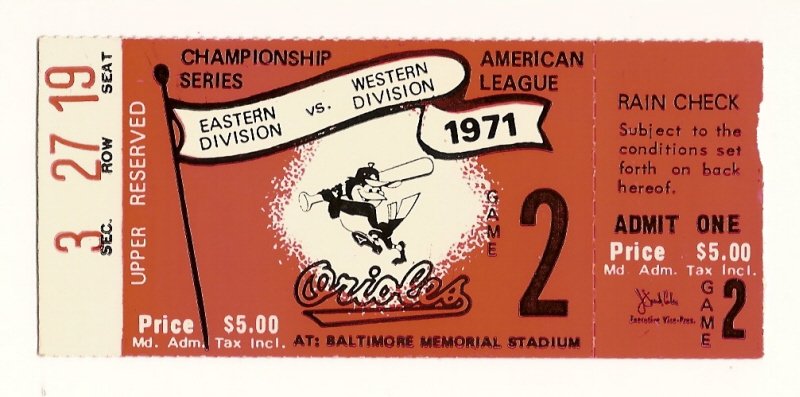 3 27 19
SEC. ROW SEAT
UPPER RESERVED
CHAMPIONSHIP
SERIES
EASTERN
DIVISION
vs.
WESTERN
DIVISION
AMERICAN
LEAGUE
1971
GAME
2
Orioles
Price $5.00
Md. Adm. Tax Incl.
AT: BALTIMORE MEMORIAL STADIUM
RAIN CHECK
Subject to the
conditions set
forth on back
hereof.
ADMIT ONE
Price $5.00
Md. Adm. Tax Incl.
Executive Vice-Pres.
GAME
2